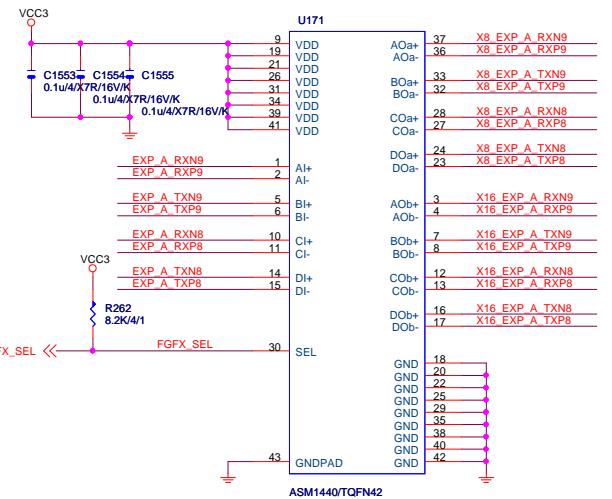 VCC3
U171
C1553
C1554
C1555
0.1u/4/X7R/16V/K
0.1u/4/X7R/16V/K
0.1u/4/X7R/16V/K
9 VDD
19 VDD
21 VDD
26 VDD
31 VDD
34 VDD
39 VDD
41 VDD
AOa+ 37 X8_EXP_A_RXN9
AOa- 36 X8_EXP_A_RXP9
BOa+ 33 X8_EXP_A_TXN9
BOa- 32 X8_EXP_A_TXP9
COa+ 28 X8_EXP_A_RXN8
COa- 27 X8_EXP_A_RXP8
DOa+ 24 X8_EXP_A_TXN8
DOa- 23 X8_EXP_A_TXP8
EXP_A_RXN9 1 AI+
EXP_A_RXP9 2 AI-
EXP_A_TXN9 5 BI+
EXP_A_TXP9 6 BI-
EXP_A_RXN8 10 CI+
EXP_A_RXP8 11 CI-
EXP_A_TXN8 14 DI+
EXP_A_TXP8 15 DI-
AOb+ 3 X16_EXP_A_RXN9
AOb- 4 X16_EXP_A_RXP9
BOb+ 7 X16_EXP_A_TXN9
BOb- 8 X16_EXP_A_TXP9
COb+ 12 X16_EXP_A_RXN8
COb- 13 X16_EXP_A_RXP8
DOb+ 16 X16_EXP_A_TXN8
DOb- 17 X16_EXP_A_TXP8
VCC3
R262
8.2K/4/1
FX_SEL
FGFX_SEL 30 SEL
GND 18
GND 20
GND 22
GND 25
GND 29
GND 35
GND 38
GND 40
GND 42
43 GNDPAD
ASM1440/TQFN42